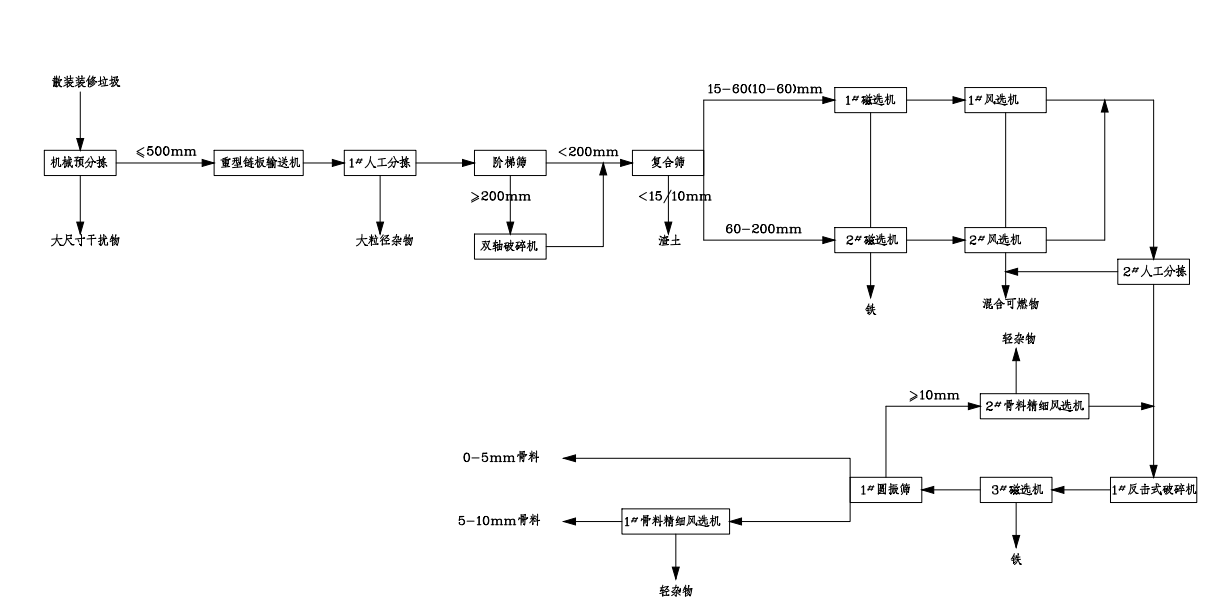 散装装修垃圾
15-60(10-60)mm
1#磁选机
1#风选机
机械预分拣
≤500mm
重型链板输送机
1#人工分拣
阶梯筛
<200mm
复合筛
≥200mm
<15/10mm
大尺寸干扰物
大粒径杂物
双轴破碎机
渣土
60-200mm
2#磁选机
2#风选机
2#人工分拣
铁
混合可燃物
轻杂物
≥10mm
2#骨料精细风选机
0-5mm骨料
1#圆振筛
3#磁选机
1#反击式破碎机
5-10mm骨料
1#骨料精细风选机
铁
轻杂物